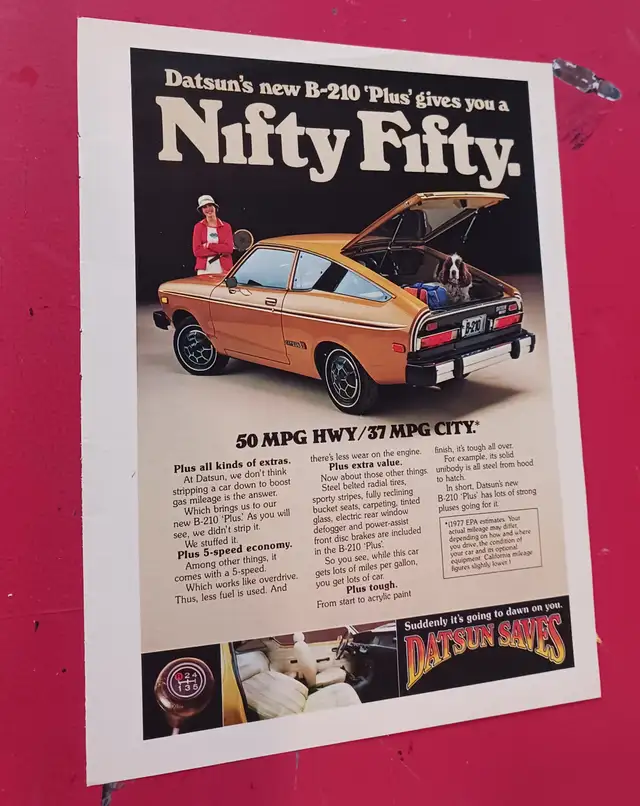 Datsun's new B-210 'Plus' gives you a
Nifty Fifty.
B-210
50 MPG HWY/37 MPG CITY.*
Plus all kinds of extras.
At Datsun, we don't think
stripping a car down to boost
gas mileage is the answer.
Which brings us to our
new B-210 'Plus.' As you will
see, we didn't strip it.
We stuffed it.
Plus 5-speed economy.
Among other things, it
comes with a 5-speed.
Which works like overdrive.
Thus, less fuel is used. And
there's less wear on the engine.
Plus extra value.
Now about those other things.
Steel belted radial tires,
sporty stripes, fully reclining
bucket seats, carpeting, tinted
glass, electric rear window
defogger and power-assist
front disc brakes are included
in the B-210 'Plus'.
So you see, while this car
gets lots of miles per gallon,
you get lots of car.
Plus tough.
From start to acrylic paint
finish, it's tough all over.
For example, its solid
unibody is all steel from hood
to hatch.
In short, Datsun's new
B-210 'Plus' has lots of strong
pluses going for it.
*(1977 EPA estimates. Your
actual mileage may differ,
depending on how and where
you drive, the condition of
your car and its optional
equipment. California mileage
figures slightly lower.)
R 2 4
1 3 5
Suddenly it's going to dawn on you.
DATSUN SAVES